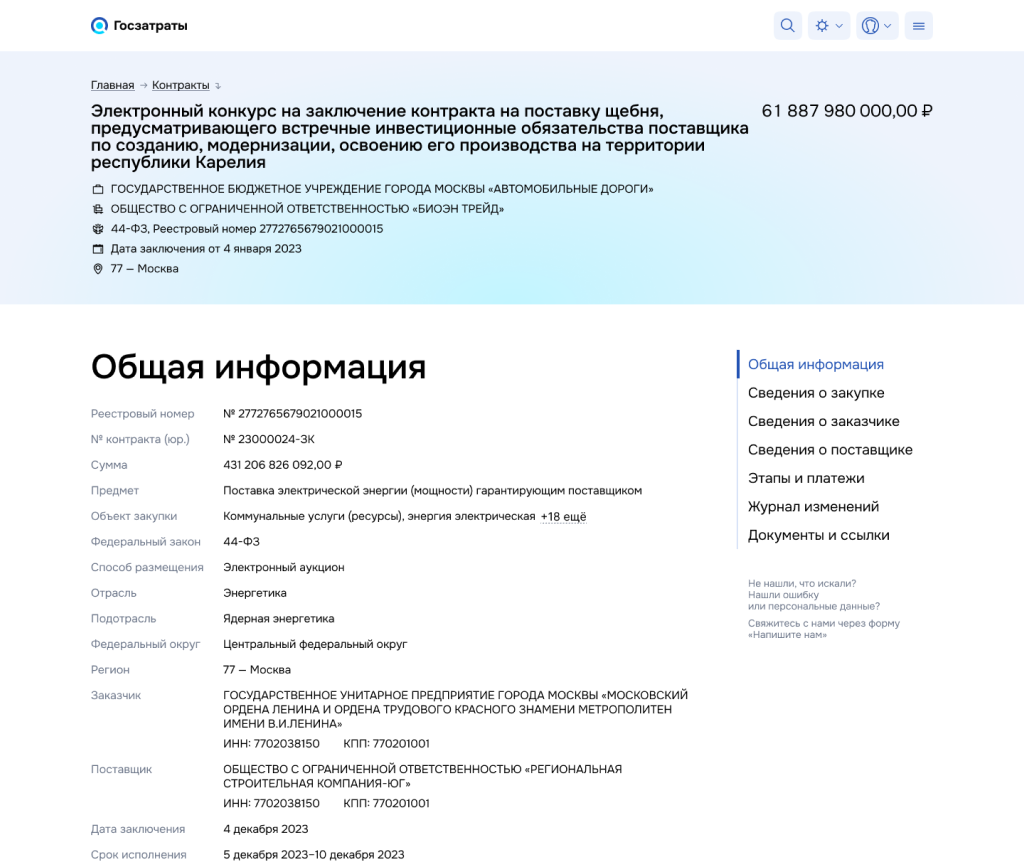 Госзатраты
Главная → Контракты
Электронный конкурс на заключение контракта на поставку щебня,
предусматривающего встречные инвестиционные обязательства поставщика
по созданию, модернизации, освоению его производства на территории
республики Карелия
61 887 980 000,00 ₽
ГОСУДАРСТВЕННОЕ БЮДЖЕТНОЕ УЧРЕЖДЕНИЕ ГОРОДА МОСКВЫ «АВТОМОБИЛЬНЫЕ ДОРОГИ»
ОБЩЕСТВО С ОГРАНИЧЕННОЙ ОТВЕТСТВЕННОСТЬЮ «БИОЭН ТРЕЙД»
44-ФЗ, Реестровый номер 2772765679021000015
Дата заключения от 4 января 2023
77 — Москва
Общая информация
Реестровый номер № 2772765679021000015
№ контракта (юр.) № 23000024-ЗК
Сумма 431 206 826 092,00 ₽
Предмет Поставка электрической энергии (мощности) гарантирующим поставщиком
Объект закупки Коммунальные услуги (ресурсы), энергия электрическая +18 ещё
Федеральный закон 44-ФЗ
Способ размещения Электронный аукцион
Отрасль Энергетика
Подотрасль Ядерная энергетика
Федеральный округ Центральный федеральный округ
Регион 77 — Москва
Заказчик ГОСУДАРСТВЕННОЕ УНИТАРНОЕ ПРЕДПРИЯТИЕ ГОРОДА МОСКВЫ «МОСКОВСКИЙ
ОРДЕНА ЛЕНИНА И ОРДЕНА ТРУДОВОГО КРАСНОГО ЗНАМЕНИ МЕТРОПОЛИТЕН
ИМЕНИ В.И.ЛЕНИНА»
ИНН: 7702038150 КПП: 770201001
Поставщик ОБЩЕСТВО С ОГРАНИЧЕННОЙ ОТВЕТСТВЕННОСТЬЮ «РЕГИОНАЛЬНАЯ
СТРОИТЕЛЬНАЯ КОМПАНИЯ-ЮГ»
ИНН: 7702038150 КПП: 770201001
Дата заключения 4 декабря 2023
Срок исполнения 5 декабря 2023–10 декабря 2023
Общая информация
Сведения о закупке
Сведения о заказчике
Сведения о поставщике
Этапы и платежи
Журнал изменений
Документы и ссылки
Не нашли, что искали?
Нашли ошибку
или персональные данные?
Свяжитесь с нами через форму
«Напишите нам»